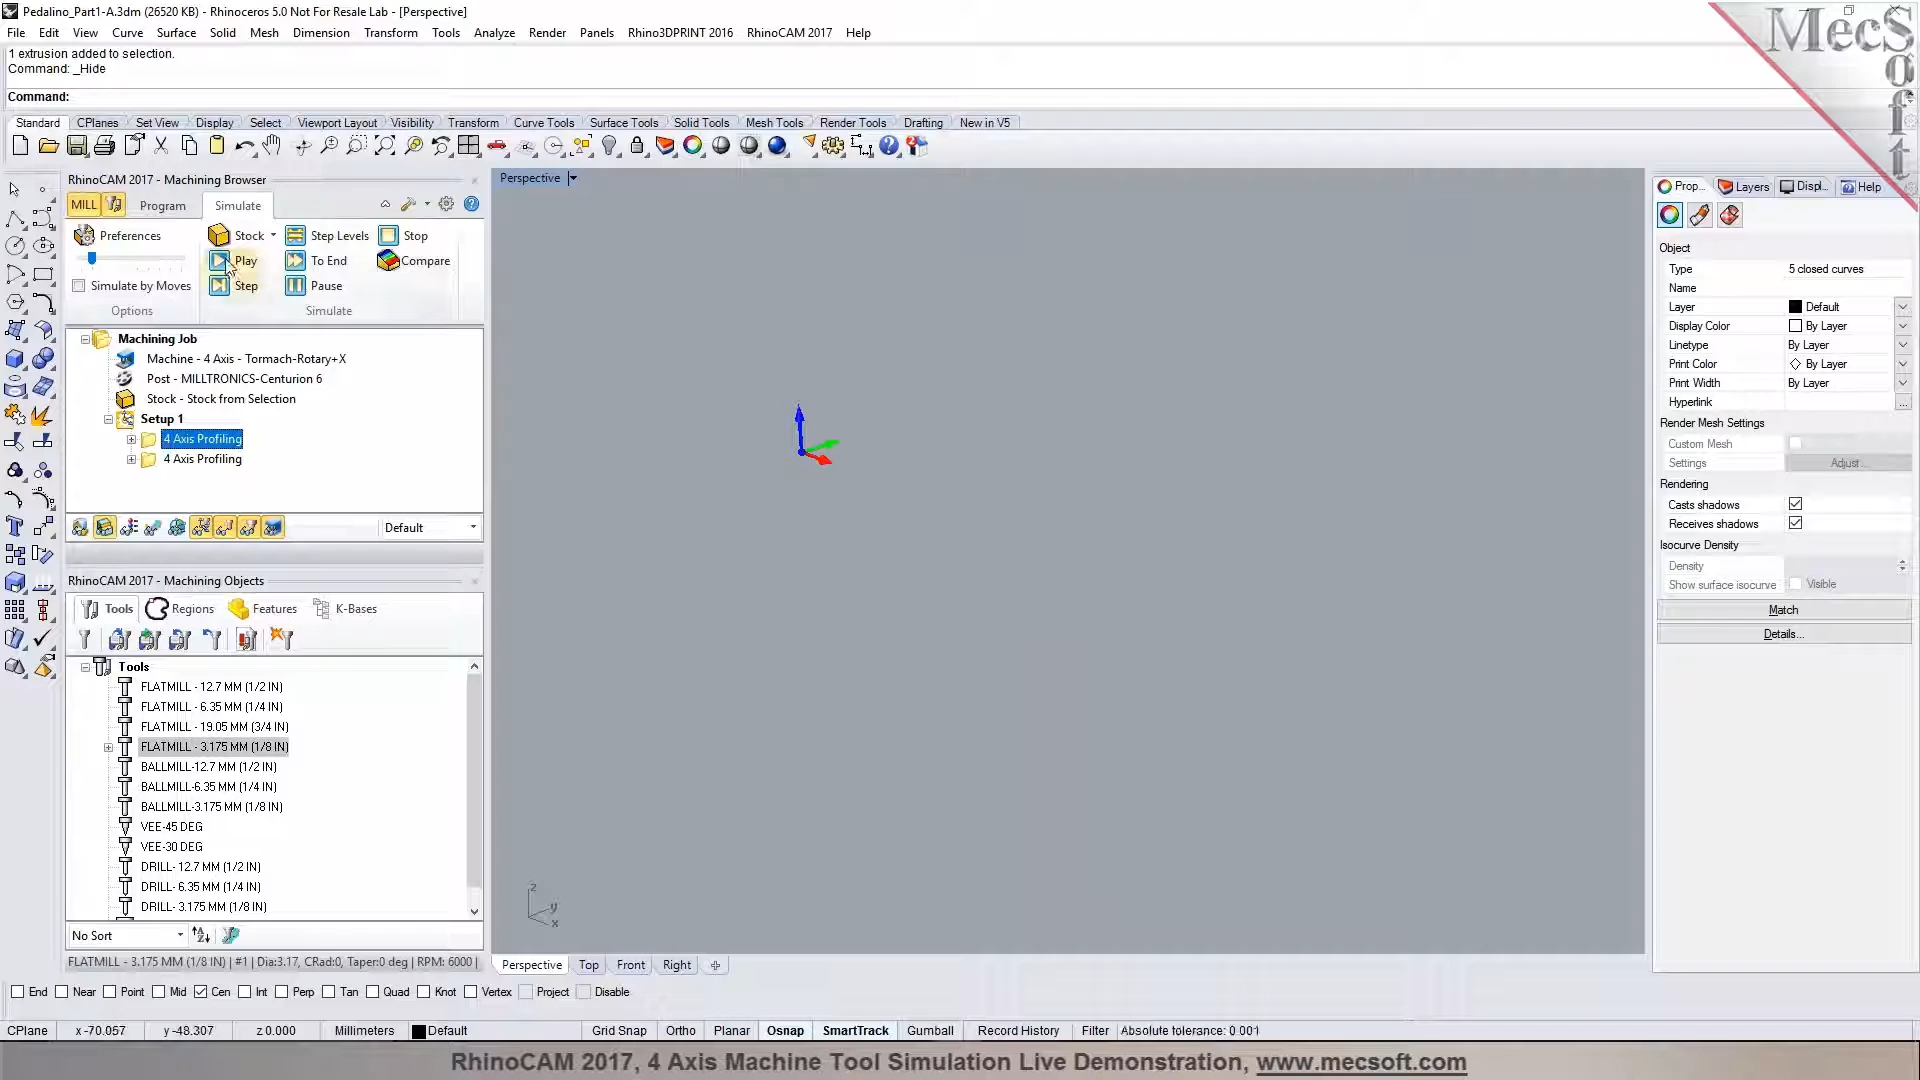 Pedalino_Part1-A.3dm (26520 KB) - Rhinoceros 5.0 Not For Resale Lab - [Perspective]
File Edit View Curve Surface Solid Mesh Dimension Transform Tools Analyze Render Panels Rhino3DPRINT 2016 RhinoCAM 2017 Help
1 extrusion added to selection.
Command: _Hide
Command:
MecSoft
Standard CPlanes Set View Display Select Viewport Layout Visibility Transform Curve Tools Surface Tools Solid Tools Mesh Tools Render Tools Drafting New in V5
RhinoCAM 2017 - Machining Browser
MILL Program Simulate
Preferences Stock Step Levels Stop
Play To End Compare
Simulate by Moves Step Pause
Options Simulate
Machining Job
Machine - 4 Axis - Tormach-Rotary+X
Post - MILLTRONICS-Centurion 6
Stock - Stock from Selection
Setup 1
4 Axis Profiling
4 Axis Profiling
Default
RhinoCAM 2017 - Machining Objects
Tools Regions Features K-Bases
Tools
FLATMILL - 12.7 MM (1/2 IN)
FLATMILL - 6.35 MM (1/4 IN)
FLATMILL - 19.05 MM (3/4 IN)
FLATMILL - 3.175 MM (1/8 IN)
BALLMILL-12.7 MM (1/2 IN)
BALLMILL-6.35 MM (1/4 IN)
BALLMILL-3.175 MM (1/8 IN)
VEE-45 DEG
VEE-30 DEG
DRILL- 12.7 MM (1/2 IN)
DRILL- 6.35 MM (1/4 IN)
DRILL- 3.175 MM (1/8 IN)
No Sort
FLATMILL - 3.175 MM (1/8 IN) | #1 | Dia:3.17, CRad:0, Taper:0 deg | RPM: 6000 |
Perspective
z
y
x
Perspective Top Front Right
Prop... Layers Displ... Help
Object
Type 5 closed curves
Name
Layer Default
Display Color By Layer
Linetype By Layer
Print Color By Layer
Print Width By Layer
Hyperlink ...
Render Mesh Settings
Custom Mesh
Settings Adjust...
Rendering
Casts shadows
Receives shadows
Isocurve Density
Density
Show surface isocurve Visible
Match
Details...
End Near Point Mid Cen Int Perp Tan Quad Knot Vertex Project Disable
CPlane x -70.057 y -48.307 z 0.000 Millimeters Default Grid Snap Ortho Planar Osnap SmartTrack Gumball Record History Filter Absolute tolerance: 0.001
RhinoCAM 2017, 4 Axis Machine Tool Simulation Live Demonstration, www.mecsoft.com